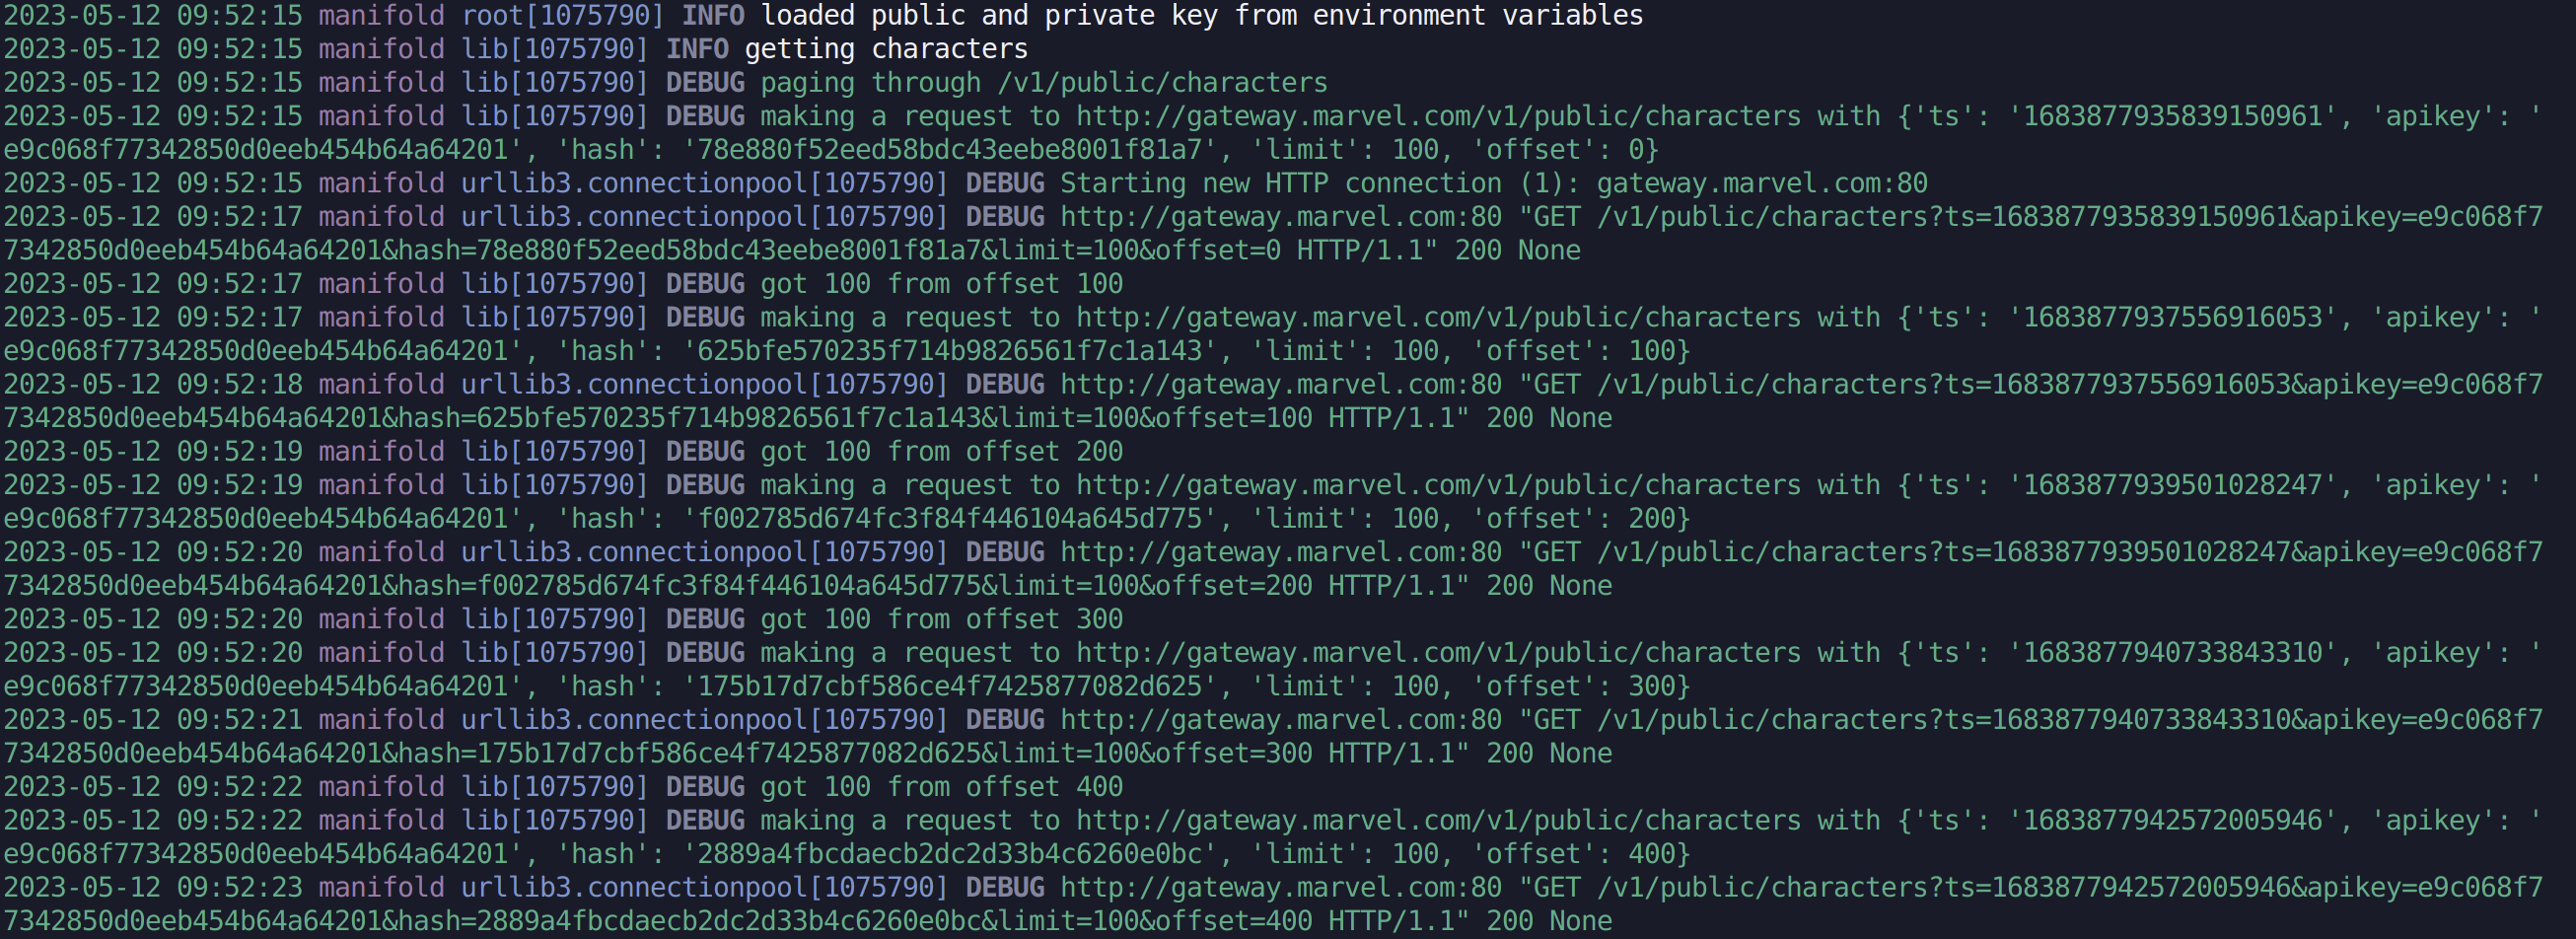 2023-05-12 09:52:15 manifold root[1075790] INFO loaded public and private key from environment variables
2023-05-12 09:52:15 manifold lib[1075790] INFO getting characters
2023-05-12 09:52:15 manifold lib[1075790] DEBUG paging through /v1/public/characters
2023-05-12 09:52:15 manifold lib[1075790] DEBUG making a request to http://gateway.marvel.com/v1/public/characters with {'ts': '1683877935839150961', 'apikey': '
e9c068f77342850d0eeb454b64a64201', 'hash': '78e880f52eed58bdc43eebe8001f81a7', 'limit': 100, 'offset': 0}
2023-05-12 09:52:15 manifold urllib3.connectionpool[1075790] DEBUG Starting new HTTP connection (1): gateway.marvel.com:80
2023-05-12 09:52:17 manifold urllib3.connectionpool[1075790] DEBUG http://gateway.marvel.com:80 "GET /v1/public/characters?ts=1683877935839150961&apikey=e9c068f7
7342850d0eeb454b64a64201&hash=78e880f52eed58bdc43eebe8001f81a7&limit=100&offset=0 HTTP/1.1" 200 None
2023-05-12 09:52:17 manifold lib[1075790] DEBUG got 100 from offset 100
2023-05-12 09:52:17 manifold lib[1075790] DEBUG making a request to http://gateway.marvel.com/v1/public/characters with {'ts': '1683877937556916053', 'apikey': '
e9c068f77342850d0eeb454b64a64201', 'hash': '625bfe570235f714b9826561f7c1a143', 'limit': 100, 'offset': 100}
2023-05-12 09:52:18 manifold urllib3.connectionpool[1075790] DEBUG http://gateway.marvel.com:80 "GET /v1/public/characters?ts=1683877937556916053&apikey=e9c068f7
7342850d0eeb454b64a64201&hash=625bfe570235f714b9826561f7c1a143&limit=100&offset=100 HTTP/1.1" 200 None
2023-05-12 09:52:19 manifold lib[1075790] DEBUG got 100 from offset 200
2023-05-12 09:52:19 manifold lib[1075790] DEBUG making a request to http://gateway.marvel.com/v1/public/characters with {'ts': '1683877939501028247', 'apikey': '
e9c068f77342850d0eeb454b64a64201', 'hash': 'f002785d674fc3f84f446104a645d775', 'limit': 100, 'offset': 200}
2023-05-12 09:52:20 manifold urllib3.connectionpool[1075790] DEBUG http://gateway.marvel.com:80 "GET /v1/public/characters?ts=1683877939501028247&apikey=e9c068f7
7342850d0eeb454b64a64201&hash=f002785d674fc3f84f446104a645d775&limit=100&offset=200 HTTP/1.1" 200 None
2023-05-12 09:52:20 manifold lib[1075790] DEBUG got 100 from offset 300
2023-05-12 09:52:20 manifold lib[1075790] DEBUG making a request to http://gateway.marvel.com/v1/public/characters with {'ts': '1683877940733843310', 'apikey': '
e9c068f77342850d0eeb454b64a64201', 'hash': '175b17d7cbf586ce4f7425877082d625', 'limit': 100, 'offset': 300}
2023-05-12 09:52:21 manifold urllib3.connectionpool[1075790] DEBUG http://gateway.marvel.com:80 "GET /v1/public/characters?ts=1683877940733843310&apikey=e9c068f7
7342850d0eeb454b64a64201&hash=175b17d7cbf586ce4f7425877082d625&limit=100&offset=300 HTTP/1.1" 200 None
2023-05-12 09:52:22 manifold lib[1075790] DEBUG got 100 from offset 400
2023-05-12 09:52:22 manifold lib[1075790] DEBUG making a request to http://gateway.marvel.com/v1/public/characters with {'ts': '1683877942572005946', 'apikey': '
e9c068f77342850d0eeb454b64a64201', 'hash': '2889a4fbcdaecb2dc2d33b4c6260e0bc', 'limit': 100, 'offset': 400}
2023-05-12 09:52:23 manifold urllib3.connectionpool[1075790] DEBUG http://gateway.marvel.com:80 "GET /v1/public/characters?ts=1683877942572005946&apikey=e9c068f7
7342850d0eeb454b64a64201&hash=2889a4fbcdaecb2dc2d33b4c6260e0bc&limit=100&offset=400 HTTP/1.1" 200 None